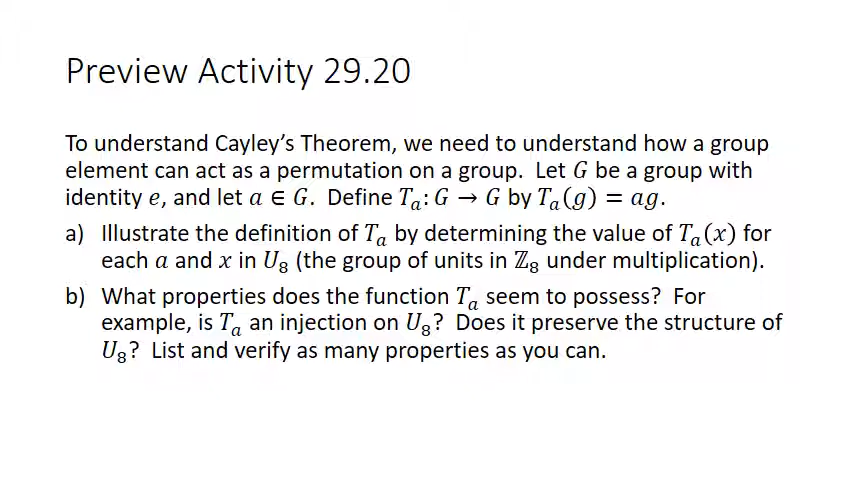 Preview Activity 29.20
To understand Cayley’s Theorem, we need to understand how a group
element can act as a permutation on a group.  Let 𝐺 be a group with
identity 𝑒, and let 𝑎 ∈ 𝐺.  Define 𝑇ₐ: 𝐺 → 𝐺 by 𝑇ₐ(𝑔) = 𝑎𝑔.
a) Illustrate the definition of 𝑇ₐ by determining the value of 𝑇ₐ(𝑥) for
each 𝑎 and 𝑥 in 𝑈₈ (the group of units in ℤ₈ under multiplication).
b) What properties does the function 𝑇ₐ seem to possess?  For
example, is 𝑇ₐ an injection on 𝑈₈?  Does it preserve the structure of
𝑈₈?  List and verify as many properties as you can.